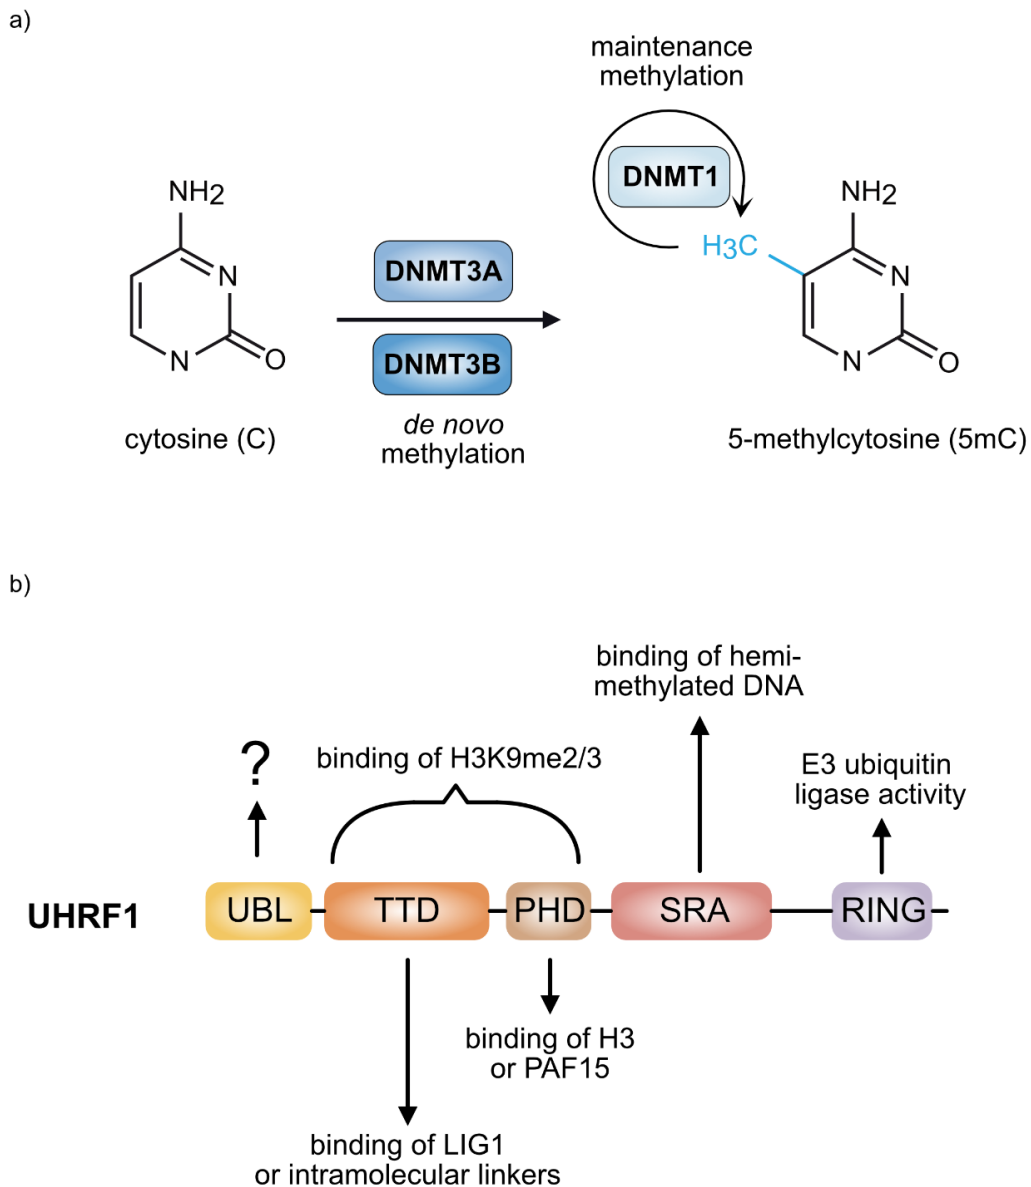 a)
maintenance
methylation
DNMT1
NH2
N
N
O
cytosine (C)
DNMT3A
DNMT3B
de novo
methylation
H3C
NH2
N
N
O
5-methylcytosine (5mC)
b)
binding of hemi-
methylated DNA
?
binding of H3K9me2/3
E3 ubiquitin
ligase activity
UHRF1
UBL
TTD
PHD
SRA
RING
binding of H3
or PAF15
binding of LIG1
or intramolecular linkers